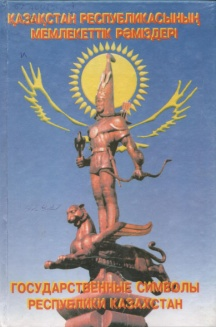 ҚАЗАҚСТАН РЕСПУБЛИКАСЫНЫҢ
МЕМЛЕКЕТТІК РӘМІЗДЕРІ
ГОСУДАРСТВЕННЫЕ СИМВОЛЫ
РЕСПУБЛИКИ КАЗАХСТАН